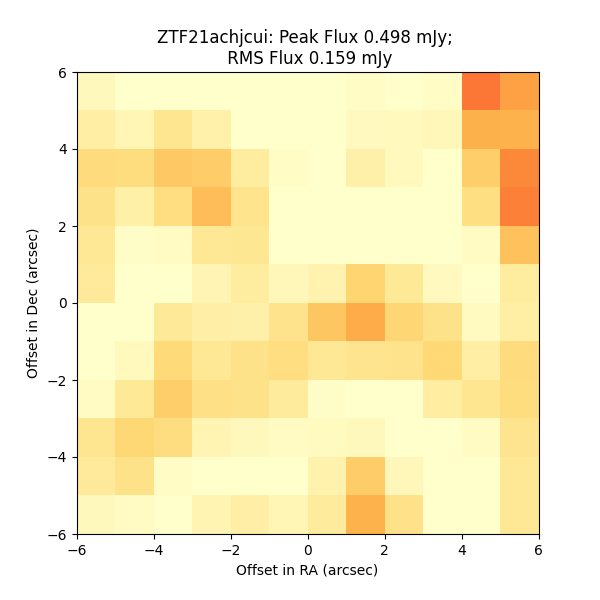 ZTF21achjcui: Peak Flux 0.498 mJy;
RMS Flux 0.159 mJy
6
4
2
0
−2
−4
−6
Offset in Dec (arcsec)
−6 −4 −2 0 2 4 6
Offset in RA (arcsec)